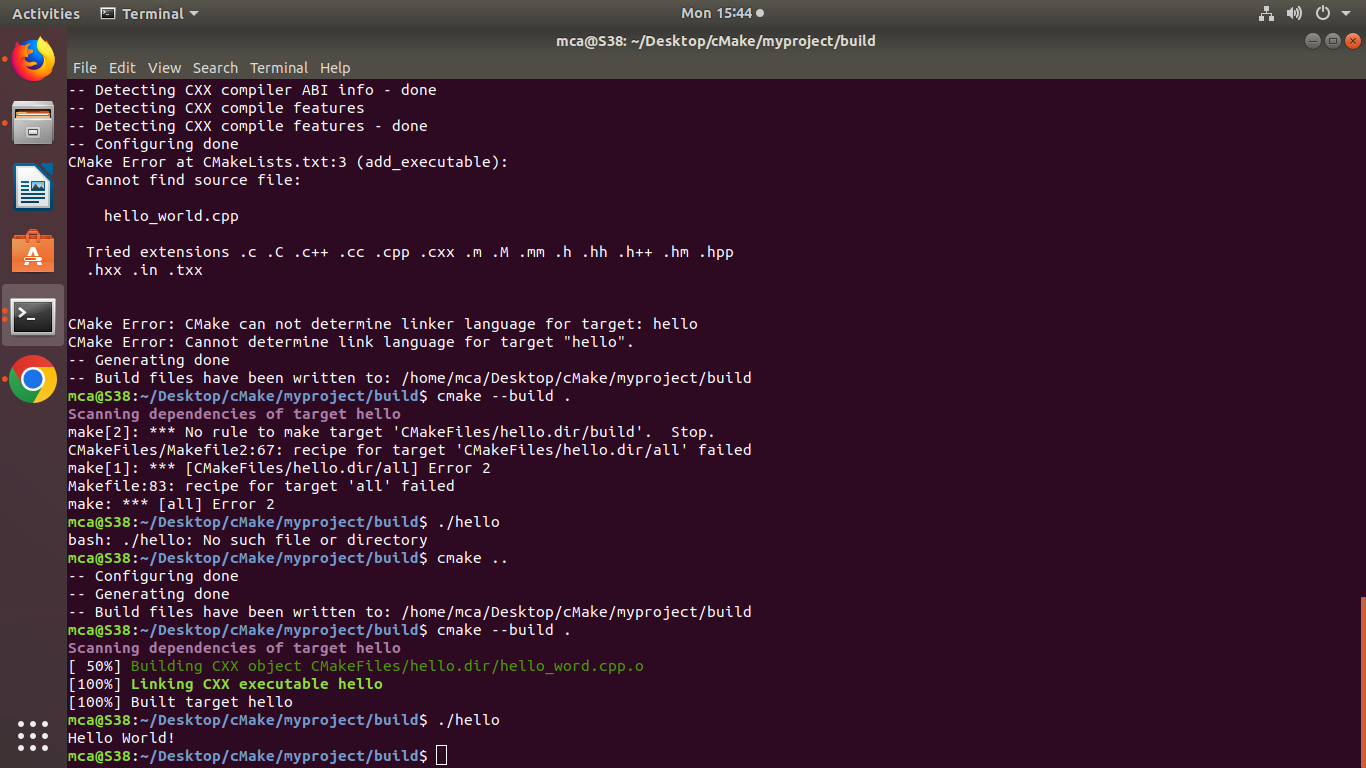 Activities Terminal Mon 15:44
mca@S38: ~/Desktop/cMake/myproject/build
File Edit View Search Terminal Help
-- Detecting CXX compiler ABI info - done
-- Detecting CXX compile features
-- Detecting CXX compile features - done
-- Configuring done
CMake Error at CMakeLists.txt:3 (add_executable):
  Cannot find source file:

    hello_world.cpp

  Tried extensions .c .C .c++ .cc .cpp .cxx .m .M .mm .h .hh .h++ .hm .hpp
  .hxx .in .txx


CMake Error: CMake can not determine linker language for target: hello
CMake Error: Cannot determine link language for target "hello".
-- Generating done
-- Build files have been written to: /home/mca/Desktop/cMake/myproject/build
mca@S38:~/Desktop/cMake/myproject/build$ cmake --build .
Scanning dependencies of target hello
make[2]: *** No rule to make target 'CMakeFiles/hello.dir/build'.  Stop.
CMakeFiles/Makefile2:67: recipe for target 'CMakeFiles/hello.dir/all' failed
make[1]: *** [CMakeFiles/hello.dir/all] Error 2
Makefile:83: recipe for target 'all' failed
make: *** [all] Error 2
mca@S38:~/Desktop/cMake/myproject/build$ ./hello
bash: ./hello: No such file or directory
mca@S38:~/Desktop/cMake/myproject/build$ cmake ..
-- Configuring done
-- Generating done
-- Build files have been written to: /home/mca/Desktop/cMake/myproject/build
mca@S38:~/Desktop/cMake/myproject/build$ cmake --build .
Scanning dependencies of target hello
[ 50%] Building CXX object CMakeFiles/hello.dir/hello_word.cpp.o
[100%] Linking CXX executable hello
[100%] Built target hello
mca@S38:~/Desktop/cMake/myproject/build$ ./hello
Hello World!
mca@S38:~/Desktop/cMake/myproject/build$